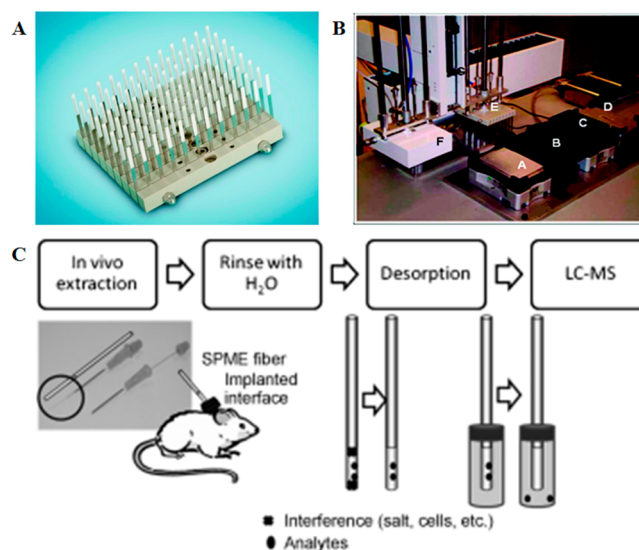 A
B
G
E
D
C
B
F
A
C
In vivo
extraction
Rinse with
H₂O
Desorption
LC-MS
SPME fiber
Implanted
interface
Interference (salt, cells, etc.)
Analytes